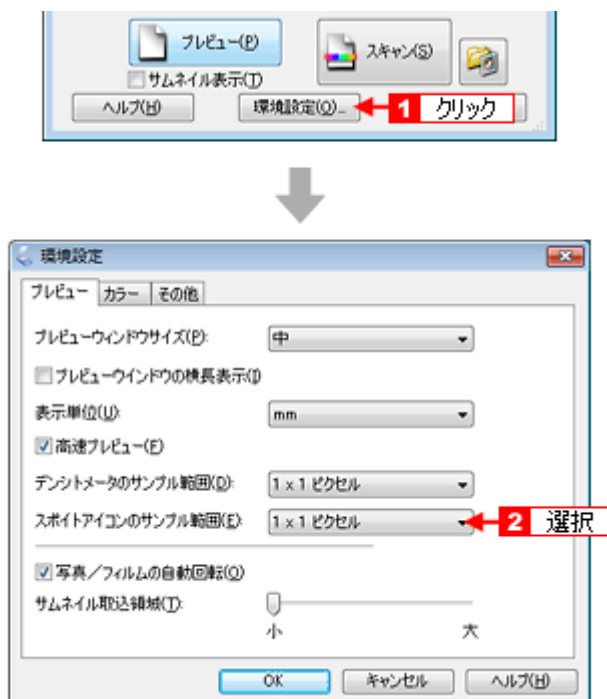 プレビュー(P)
スキャン(S)
サムネイル表示(T)
ヘルプ(H) 環境設定(O)... 1 クリック
環境設定
プレビュー カラー その他
プレビューウィンドウサイズ(P): 中
プレビューウインドウの横長表示(I)
表示単位(U): mm
高速プレビュー(F)
デンシトメータのサンプル範囲(D): 1 x 1 ピクセル
スポイトアイコンのサンプル範囲(E): 1 x 1 ピクセル 2 選択
写真/フィルムの自動回転(O)
サムネイル取込領域(T):
小 大
OK キャンセル ヘルプ(H)